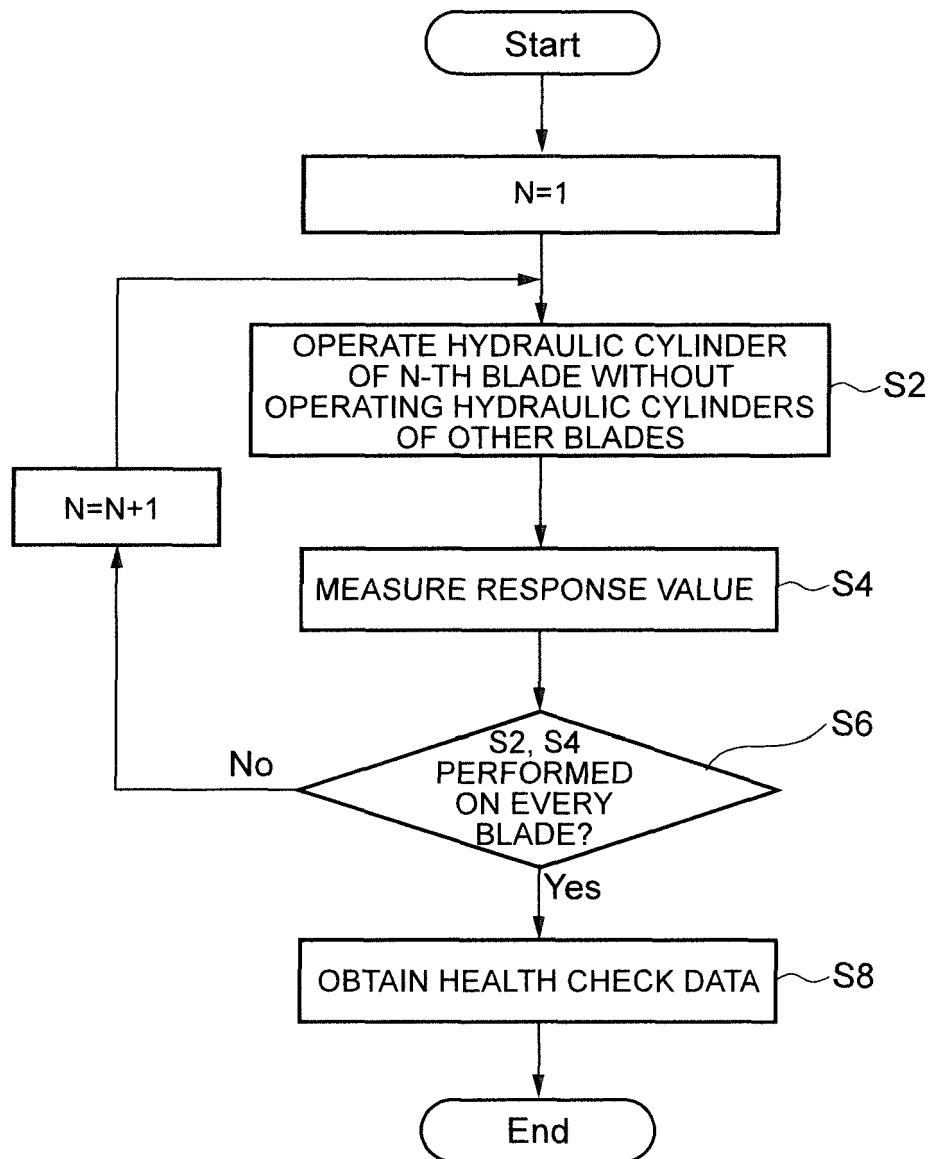 Start
N=1
OPERATE HYDRAULIC CYLINDER
OF N-TH BLADE WITHOUT
OPERATING HYDRAULIC CYLINDERS
OF OTHER BLADES
S2
N=N+1
MEASURE RESPONSE VALUE
S4
S6
S2, S4
PERFORMED
ON EVERY
BLADE?
No
Yes
OBTAIN HEALTH CHECK DATA
S8
End